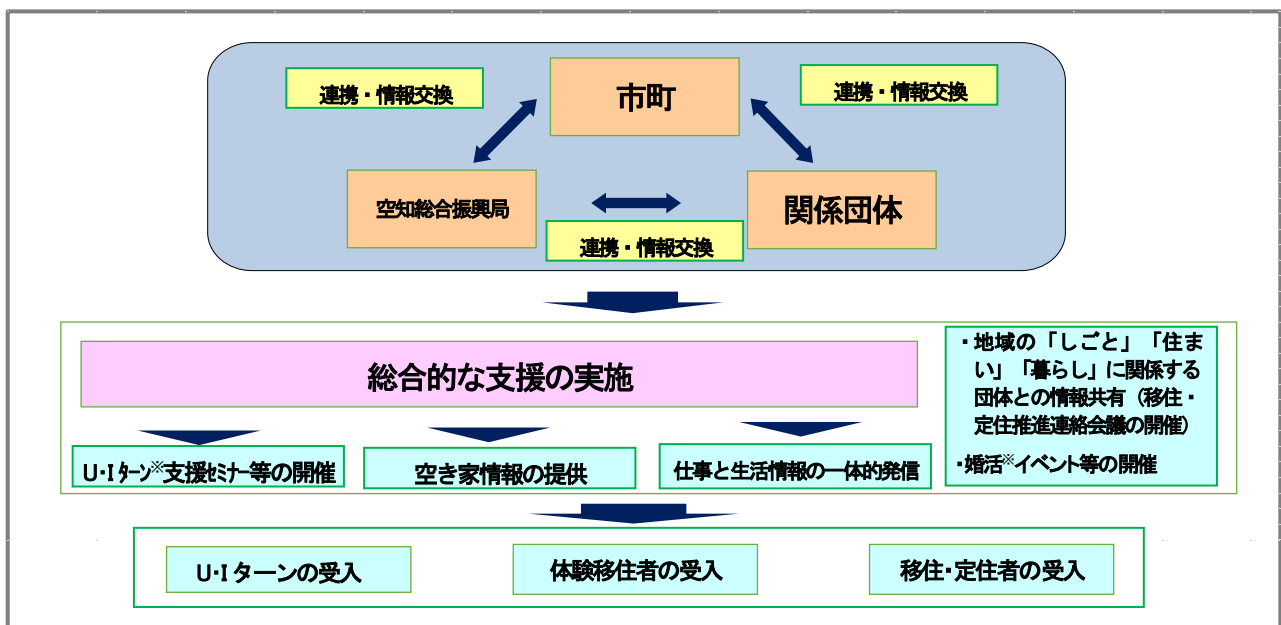 連携・情報交換
市町
連携・情報交換
空知総合振興局
関係団体
連携・情報交換
総合的な支援の実施
・地域の「しごと」「住ま
い」「暮らし」に関係する
団体との情報共有（移住・
定住推進連絡会議の開催）
・婚活※イベント等の開催
U・Iターン※支援セミナー等の開催
空き家情報の提供
仕事と生活情報の一体的発信
U・Iターンの受入
体験移住者の受入
移住・定住者の受入